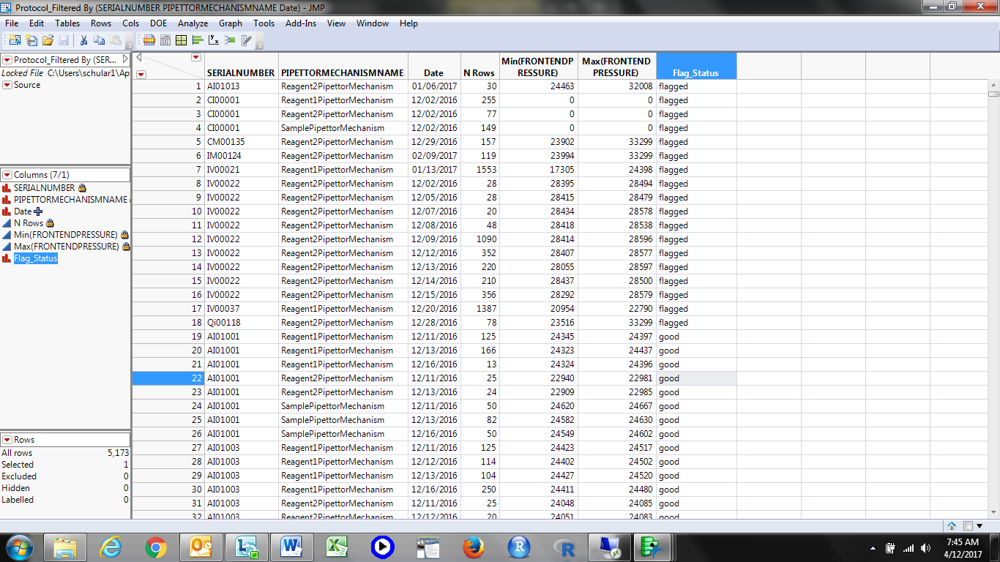 Protocol_Filtered By (SERIALNUMBER PIPETTORMECHANISMNAME Date) - JMP
File Edit Tables Rows Cols DOE Analyze Graph Tools Add-Ins View Window Help
Protocol_Filtered By (SER...
Locked File C:\Users\schular1\Ap
Source
Columns (7/1)
SERIALNUMBER
PIPETTORMECHANISMNAME
Date
N Rows
Min(FRONTENDPRESSURE)
Max(FRONTENDPRESSURE)
Flag_Status
Rows
All rows 5,173
Selected 1
Excluded 0
Hidden 0
Labelled 0
SERIALNUMBER PIPETTORMECHANISMNAME Date N Rows Min(FRONTENDP RESSURE) Max(FRONTEND PRESSURE) Flag_Status
1 AI01013 Reagent2PipettorMechanism 01/06/2017 30 24463 32008 flagged
2 CI00001 Reagent1PipettorMechanism 12/02/2016 255 0 0 flagged
3 CI00001 Reagent2PipettorMechanism 12/02/2016 77 0 0 flagged
4 CI00001 SamplePipettorMechanism 12/02/2016 149 0 0 flagged
5 CM00135 Reagent2PipettorMechanism 12/29/2016 157 23902 33299 flagged
6 IM00124 Reagent2PipettorMechanism 02/09/2017 119 23994 33299 flagged
7 IV00021 Reagent1PipettorMechanism 01/13/2017 1553 17305 24398 flagged
8 IV00022 Reagent2PipettorMechanism 12/02/2016 28 28395 28494 flagged
9 IV00022 Reagent2PipettorMechanism 12/05/2016 28 28415 28479 flagged
10 IV00022 Reagent2PipettorMechanism 12/07/2016 20 28434 28578 flagged
11 IV00022 Reagent2PipettorMechanism 12/08/2016 48 28418 28538 flagged
12 IV00022 Reagent2PipettorMechanism 12/09/2016 1090 28414 28596 flagged
13 IV00022 Reagent2PipettorMechanism 12/12/2016 352 28407 28577 flagged
14 IV00022 Reagent2PipettorMechanism 12/13/2016 220 28055 28597 flagged
15 IV00022 Reagent2PipettorMechanism 12/14/2016 210 28437 28500 flagged
16 IV00022 Reagent2PipettorMechanism 12/15/2016 356 28292 28579 flagged
17 IV00037 Reagent1PipettorMechanism 12/20/2016 1387 20954 22790 flagged
18 Qi00118 Reagent2PipettorMechanism 12/28/2016 78 23516 33299 flagged
19 AI01001 Reagent1PipettorMechanism 12/11/2016 125 24345 24397 good
20 AI01001 Reagent1PipettorMechanism 12/13/2016 166 24323 24437 good
21 AI01001 Reagent1PipettorMechanism 12/16/2016 13 24324 24396 good
22 AI01001 Reagent2PipettorMechanism 12/11/2016 25 22940 22981 good
23 AI01001 Reagent2PipettorMechanism 12/13/2016 24 22909 22985 good
24 AI01001 SamplePipettorMechanism 12/11/2016 50 24620 24667 good
25 AI01001 SamplePipettorMechanism 12/13/2016 82 24582 24630 good
26 AI01001 SamplePipettorMechanism 12/16/2016 50 24549 24602 good
27 AI01003 Reagent1PipettorMechanism 12/11/2016 125 24423 24517 good
28 AI01003 Reagent1PipettorMechanism 12/12/2016 114 24402 24502 good
29 AI01003 Reagent1PipettorMechanism 12/13/2016 104 24427 24520 good
30 AI01003 Reagent1PipettorMechanism 12/16/2016 250 24411 24480 good
31 AI01003 Reagent2PipettorMechanism 12/11/2016 25 24048 24085 good
32 AI01003 Reagent2PipettorMechanism 12/12/2016 20 24051 24083 good
7:45 AM
4/12/2017